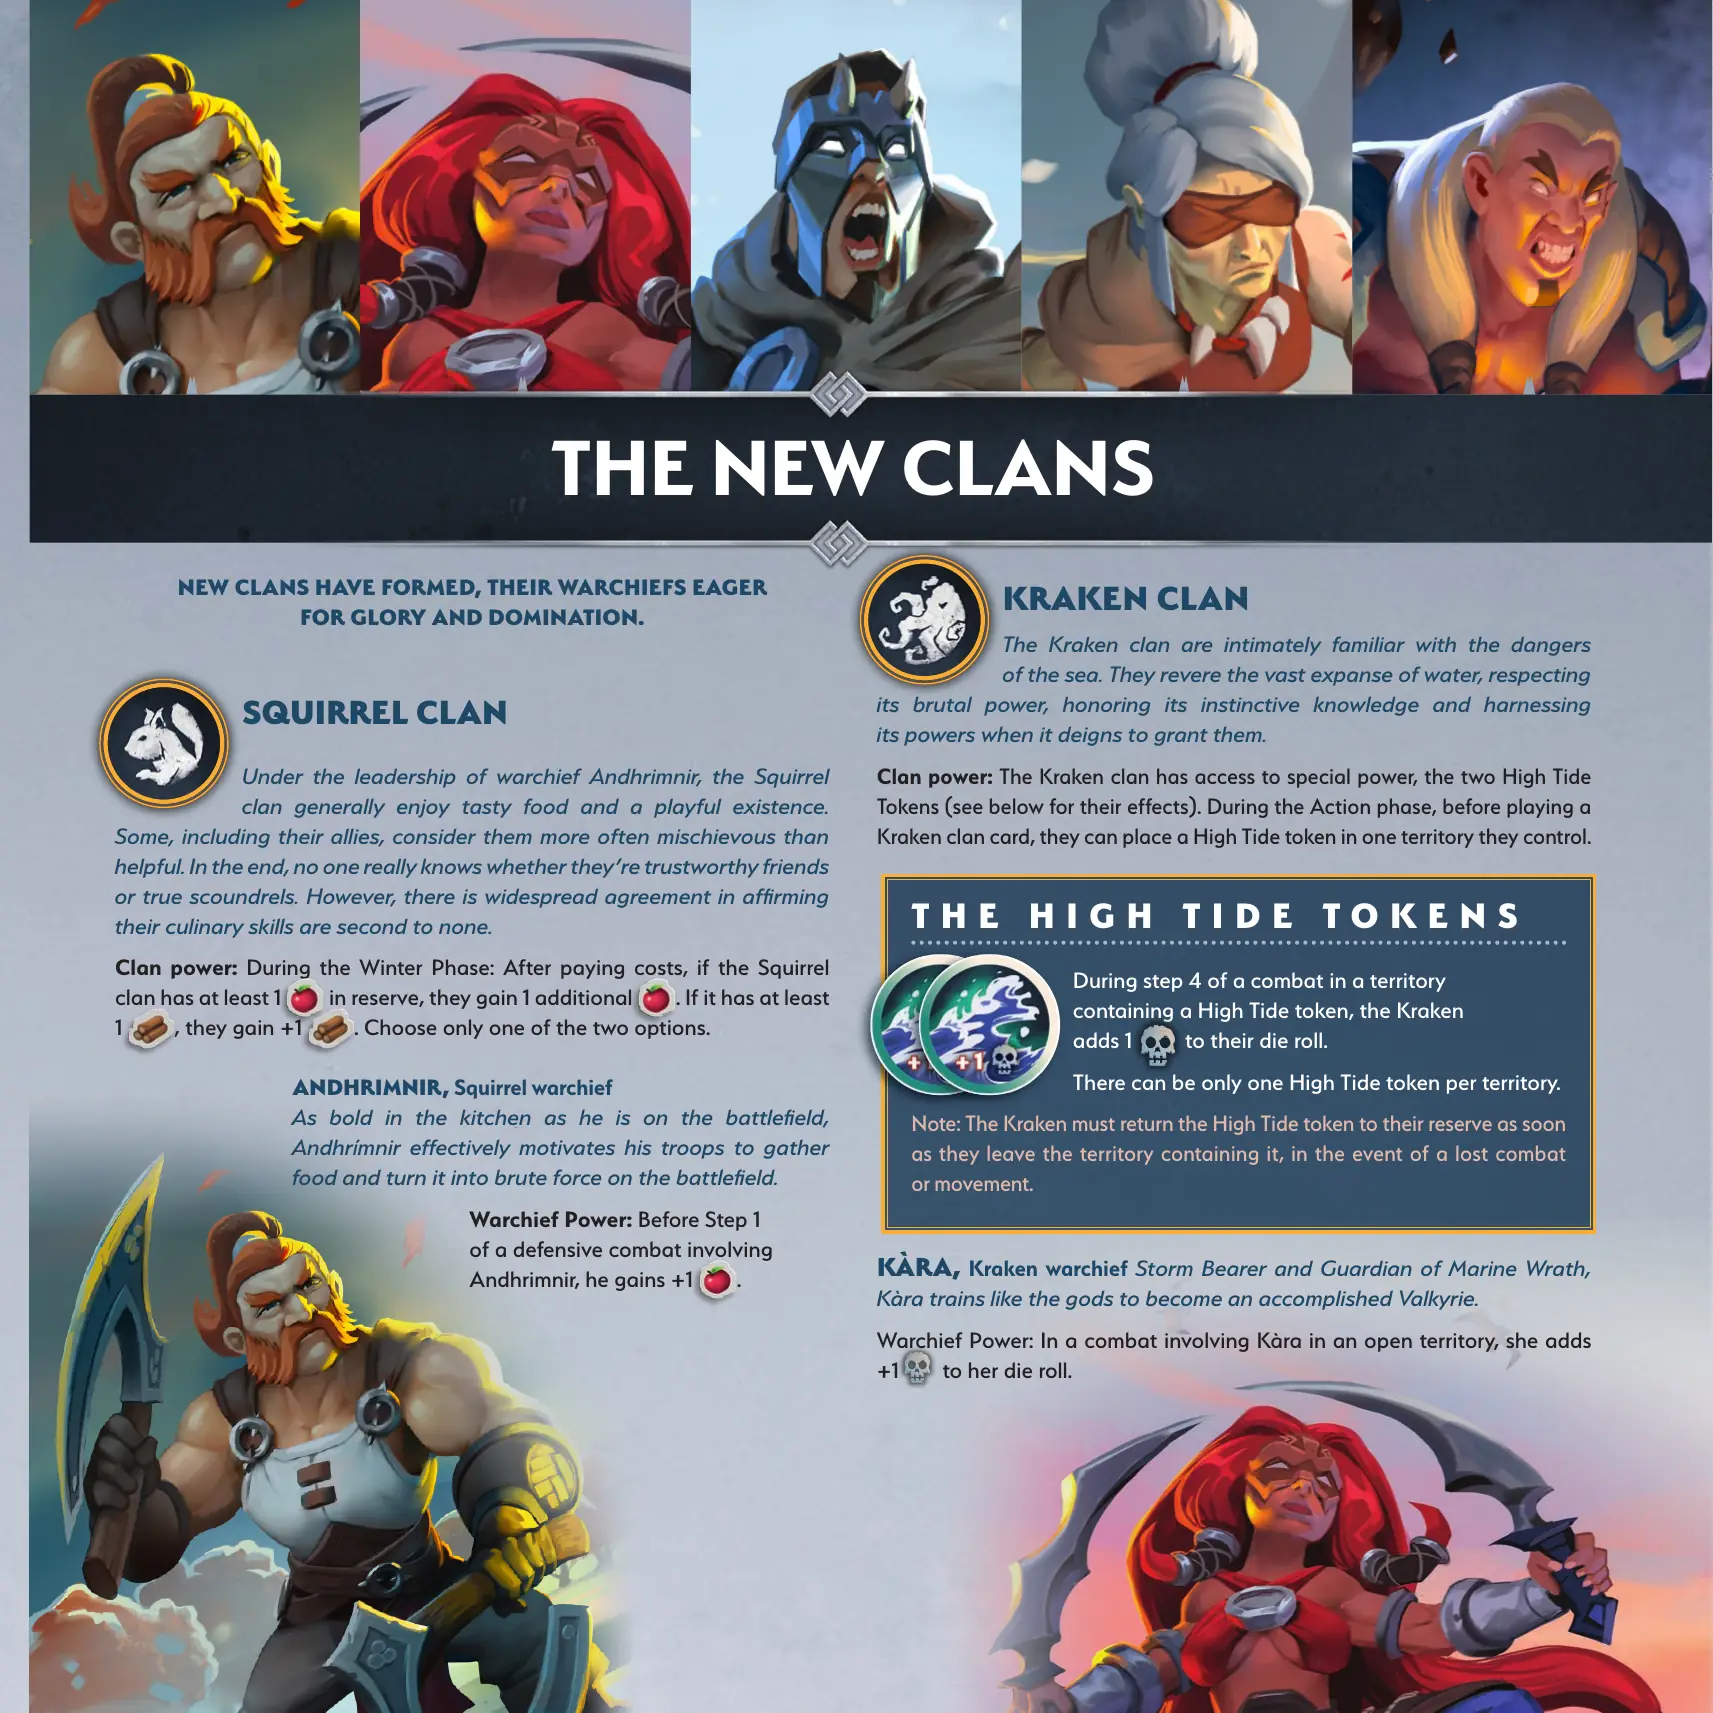 THE NEW CLANS
NEW CLANS HAVE FORMED, THEIR WARCHIEFS EAGER
FOR GLORY AND DOMINATION.
SQUIRREL CLAN
Under the leadership of warchief Andhrimnir, the Squirrel
clan generally enjoy tasty food and a playful existence.
Some, including their allies, consider them more often mischievous than
helpful. In the end, no one really knows whether they're trustworthy friends
or true scoundrels. However, there is widespread agreement in affirming
their culinary skills are second to none.
Clan power: During the Winter Phase: After paying costs, if the Squirrel
clan has at least 1 in reserve, they gain 1 additional . If it has at least
1 , they gain +1 . Choose only one of the two options.
ANDHRIMNIR, Squirrel warchief
As bold in the kitchen as he is on the battlefield,
Andhrímnir effectively motivates his troops to gather
food and turn it into brute force on the battlefield.
Warchief Power: Before Step 1
of a defensive combat involving
Andhrimnir, he gains +1 .
KRAKEN CLAN
The Kraken clan are intimately familiar with the dangers
of the sea. They revere the vast expanse of water, respecting
its brutal power, honoring its instinctive knowledge and harnessing
its powers when it deigns to grant them.
Clan power: The Kraken clan has access to special power, the two High Tide
Tokens (see below for their effects). During the Action phase, before playing a
Kraken clan card, they can place a High Tide token in one territory they control.
THE HIGH TIDE TOKENS
During step 4 of a combat in a territory
containing a High Tide token, the Kraken
adds 1 to their die roll.
+ +1
There can be only one High Tide token per territory.
Note: The Kraken must return the High Tide token to their reserve as soon
as they leave the territory containing it, in the event of a lost combat
or movement.
KÀRA, Kraken warchief Storm Bearer and Guardian of Marine Wrath,
Kàra trains like the gods to become an accomplished Valkyrie.
Warchief Power: In a combat involving Kàra in an open territory, she adds
+1 to her die roll.